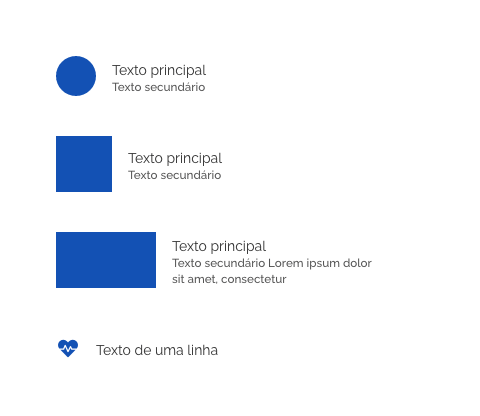 Texto principal
Texto secundário
Texto principal
Texto secundário
Texto principal
Texto secundário Lorem ipsum dolor
sit amet, consectetur
Texto de uma linha